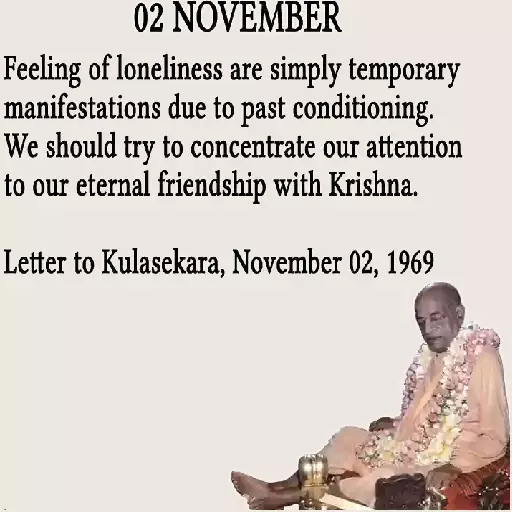 02 NOVEMBER
Feeling of loneliness are simply temporary
manifestations due to past conditioning.
We should try to concentrate our attention
to our eternal friendship with Krishna.
Letter to Kulasekara, November 02, 1969